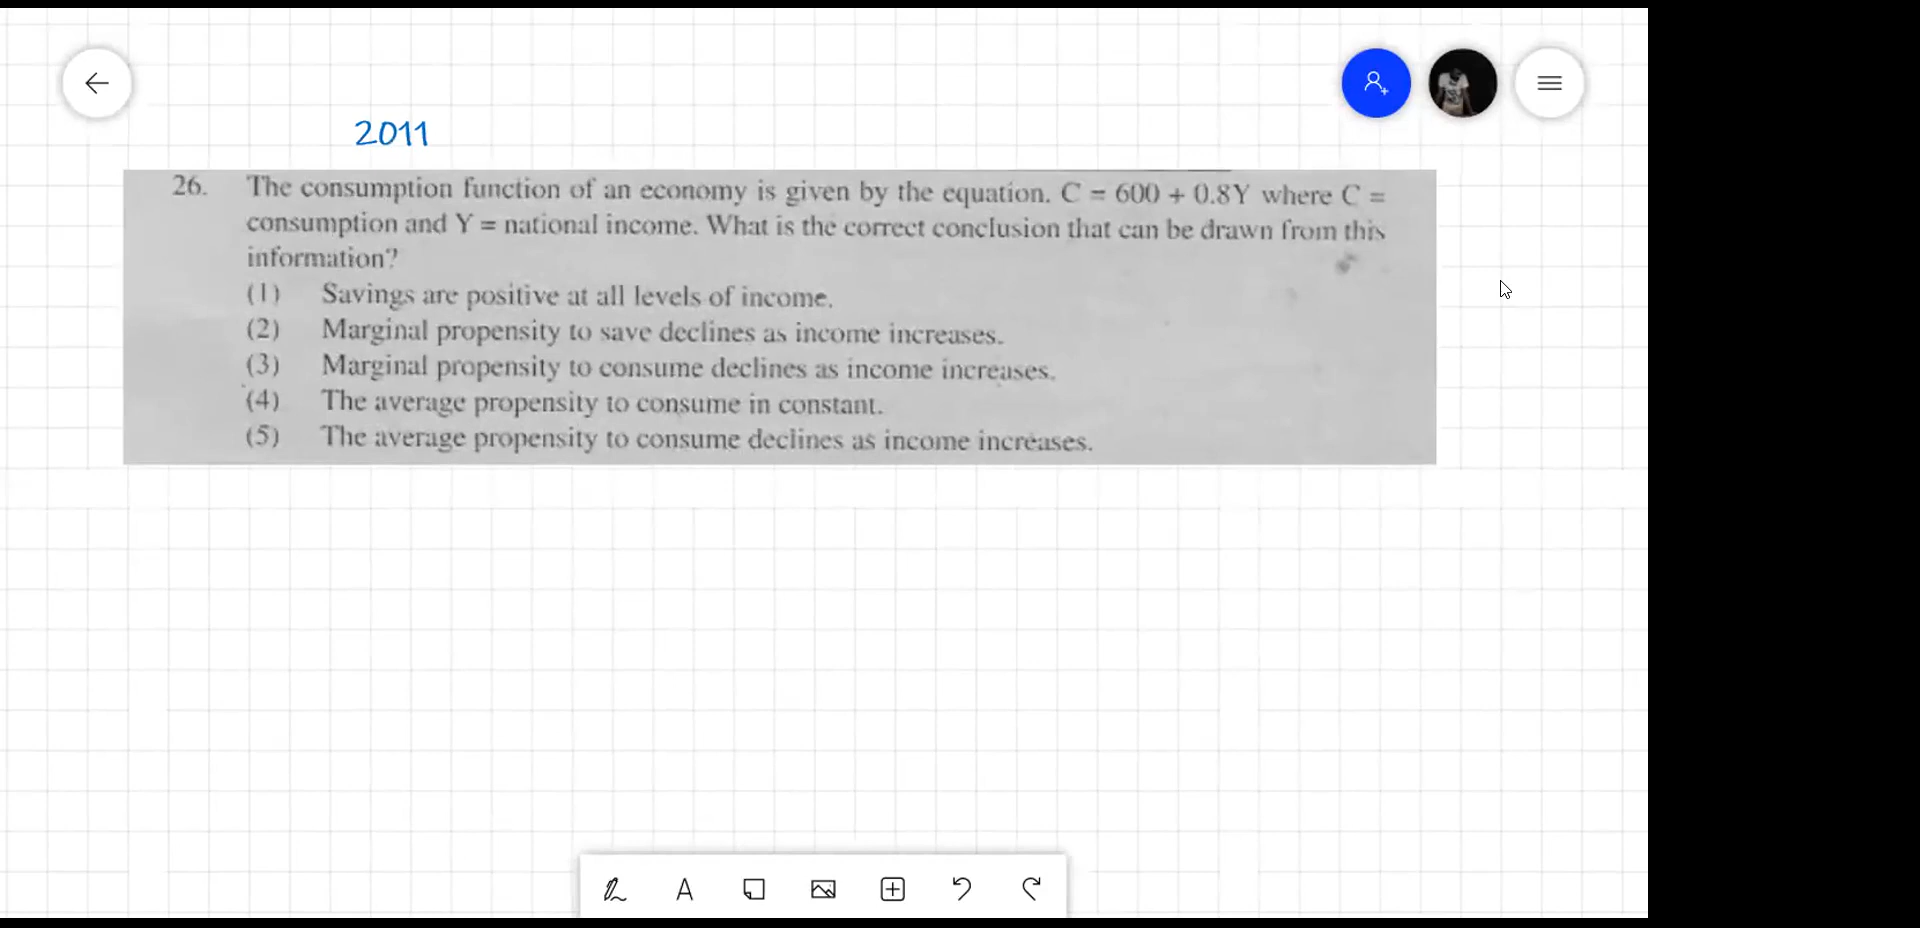 2011
26. The consumption function of an economy is given by the equation. C = 600 + 0.8Y where C =
consumption and Y = national income. What is the correct conclusion that can be drawn from this
information?
(1) Savings are positive at all levels of income.
(2) Marginal propensity to save declines as income increases.
(3) Marginal propensity to consume declines as income increases.
(4) The average propensity to consume in constant.
(5) The average propensity to consume declines as income increases.
A